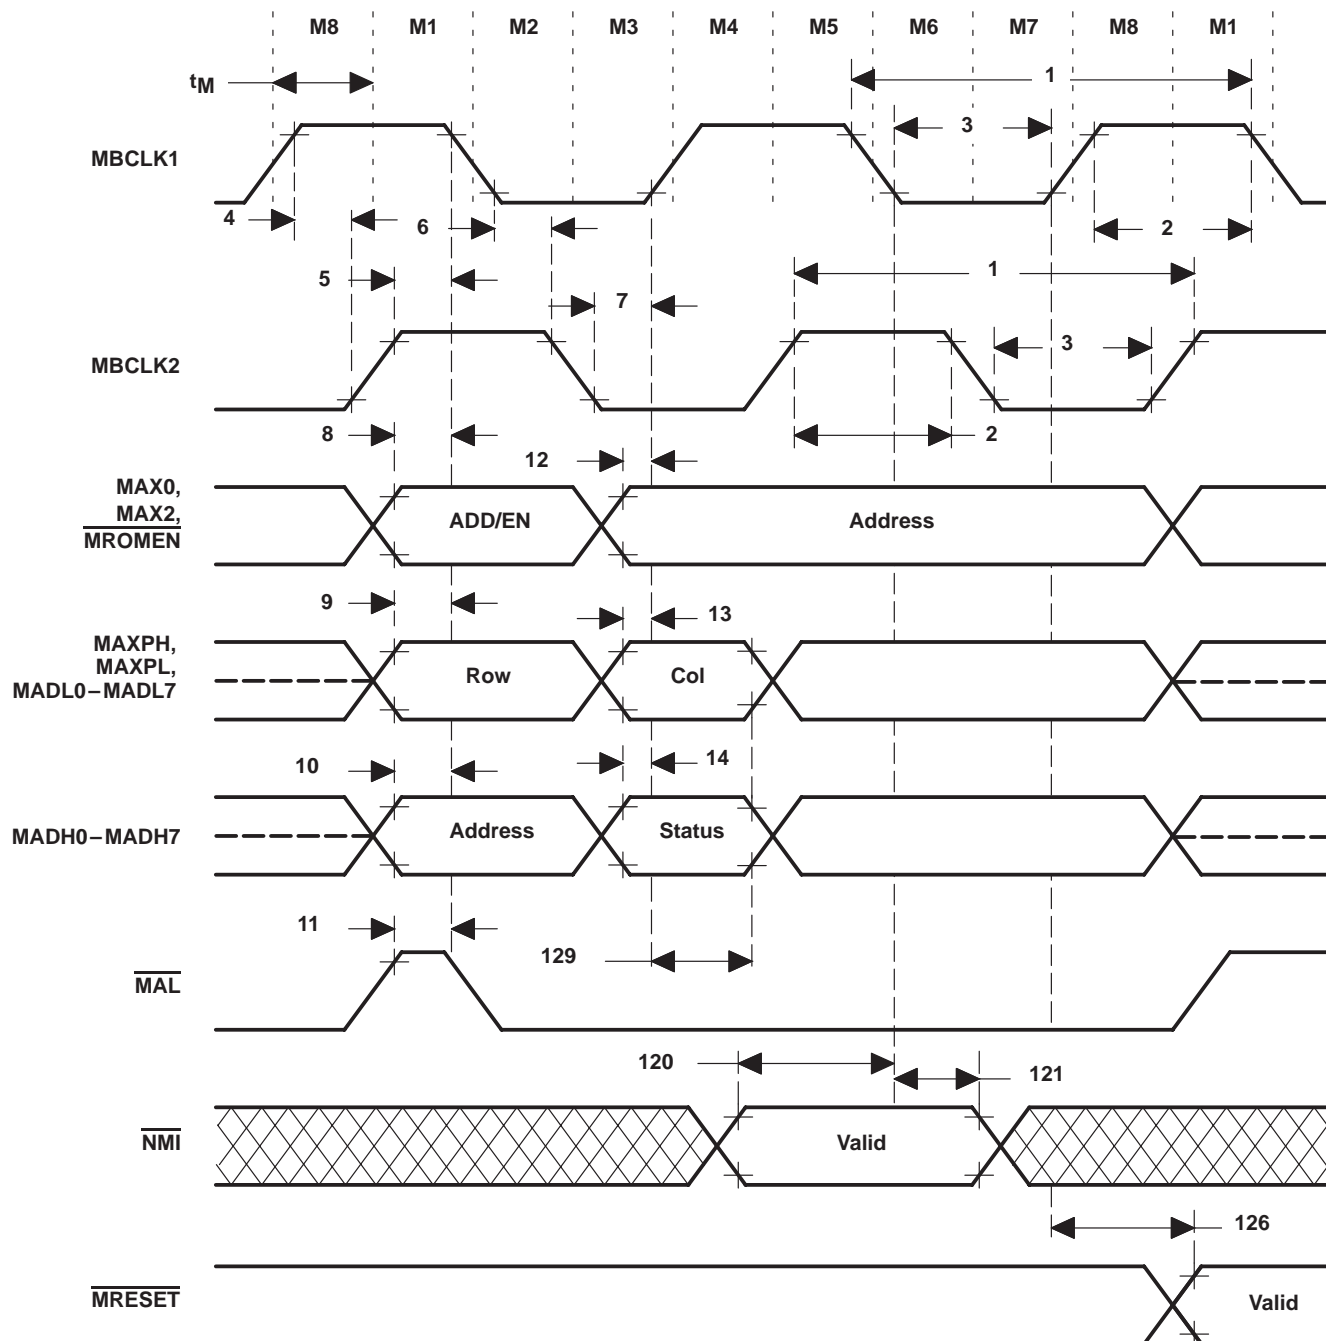 M8 M1 M2 M3 M4 M5 M6 M7 M8 M1
tM
1
3
MBCLK1
4
6
2
5
1
7
MBCLK2
3
8
2
12
MAX0,
MAX2,
MROMEN
ADD/EN
Address
9
13
MAXPH,
MAXPL,
MADL0–MADL7
Row
Col
10
14
MADH0–MADH7
Address
Status
11
129
MAL
120
121
NMI
Valid
126
MRESET
Valid